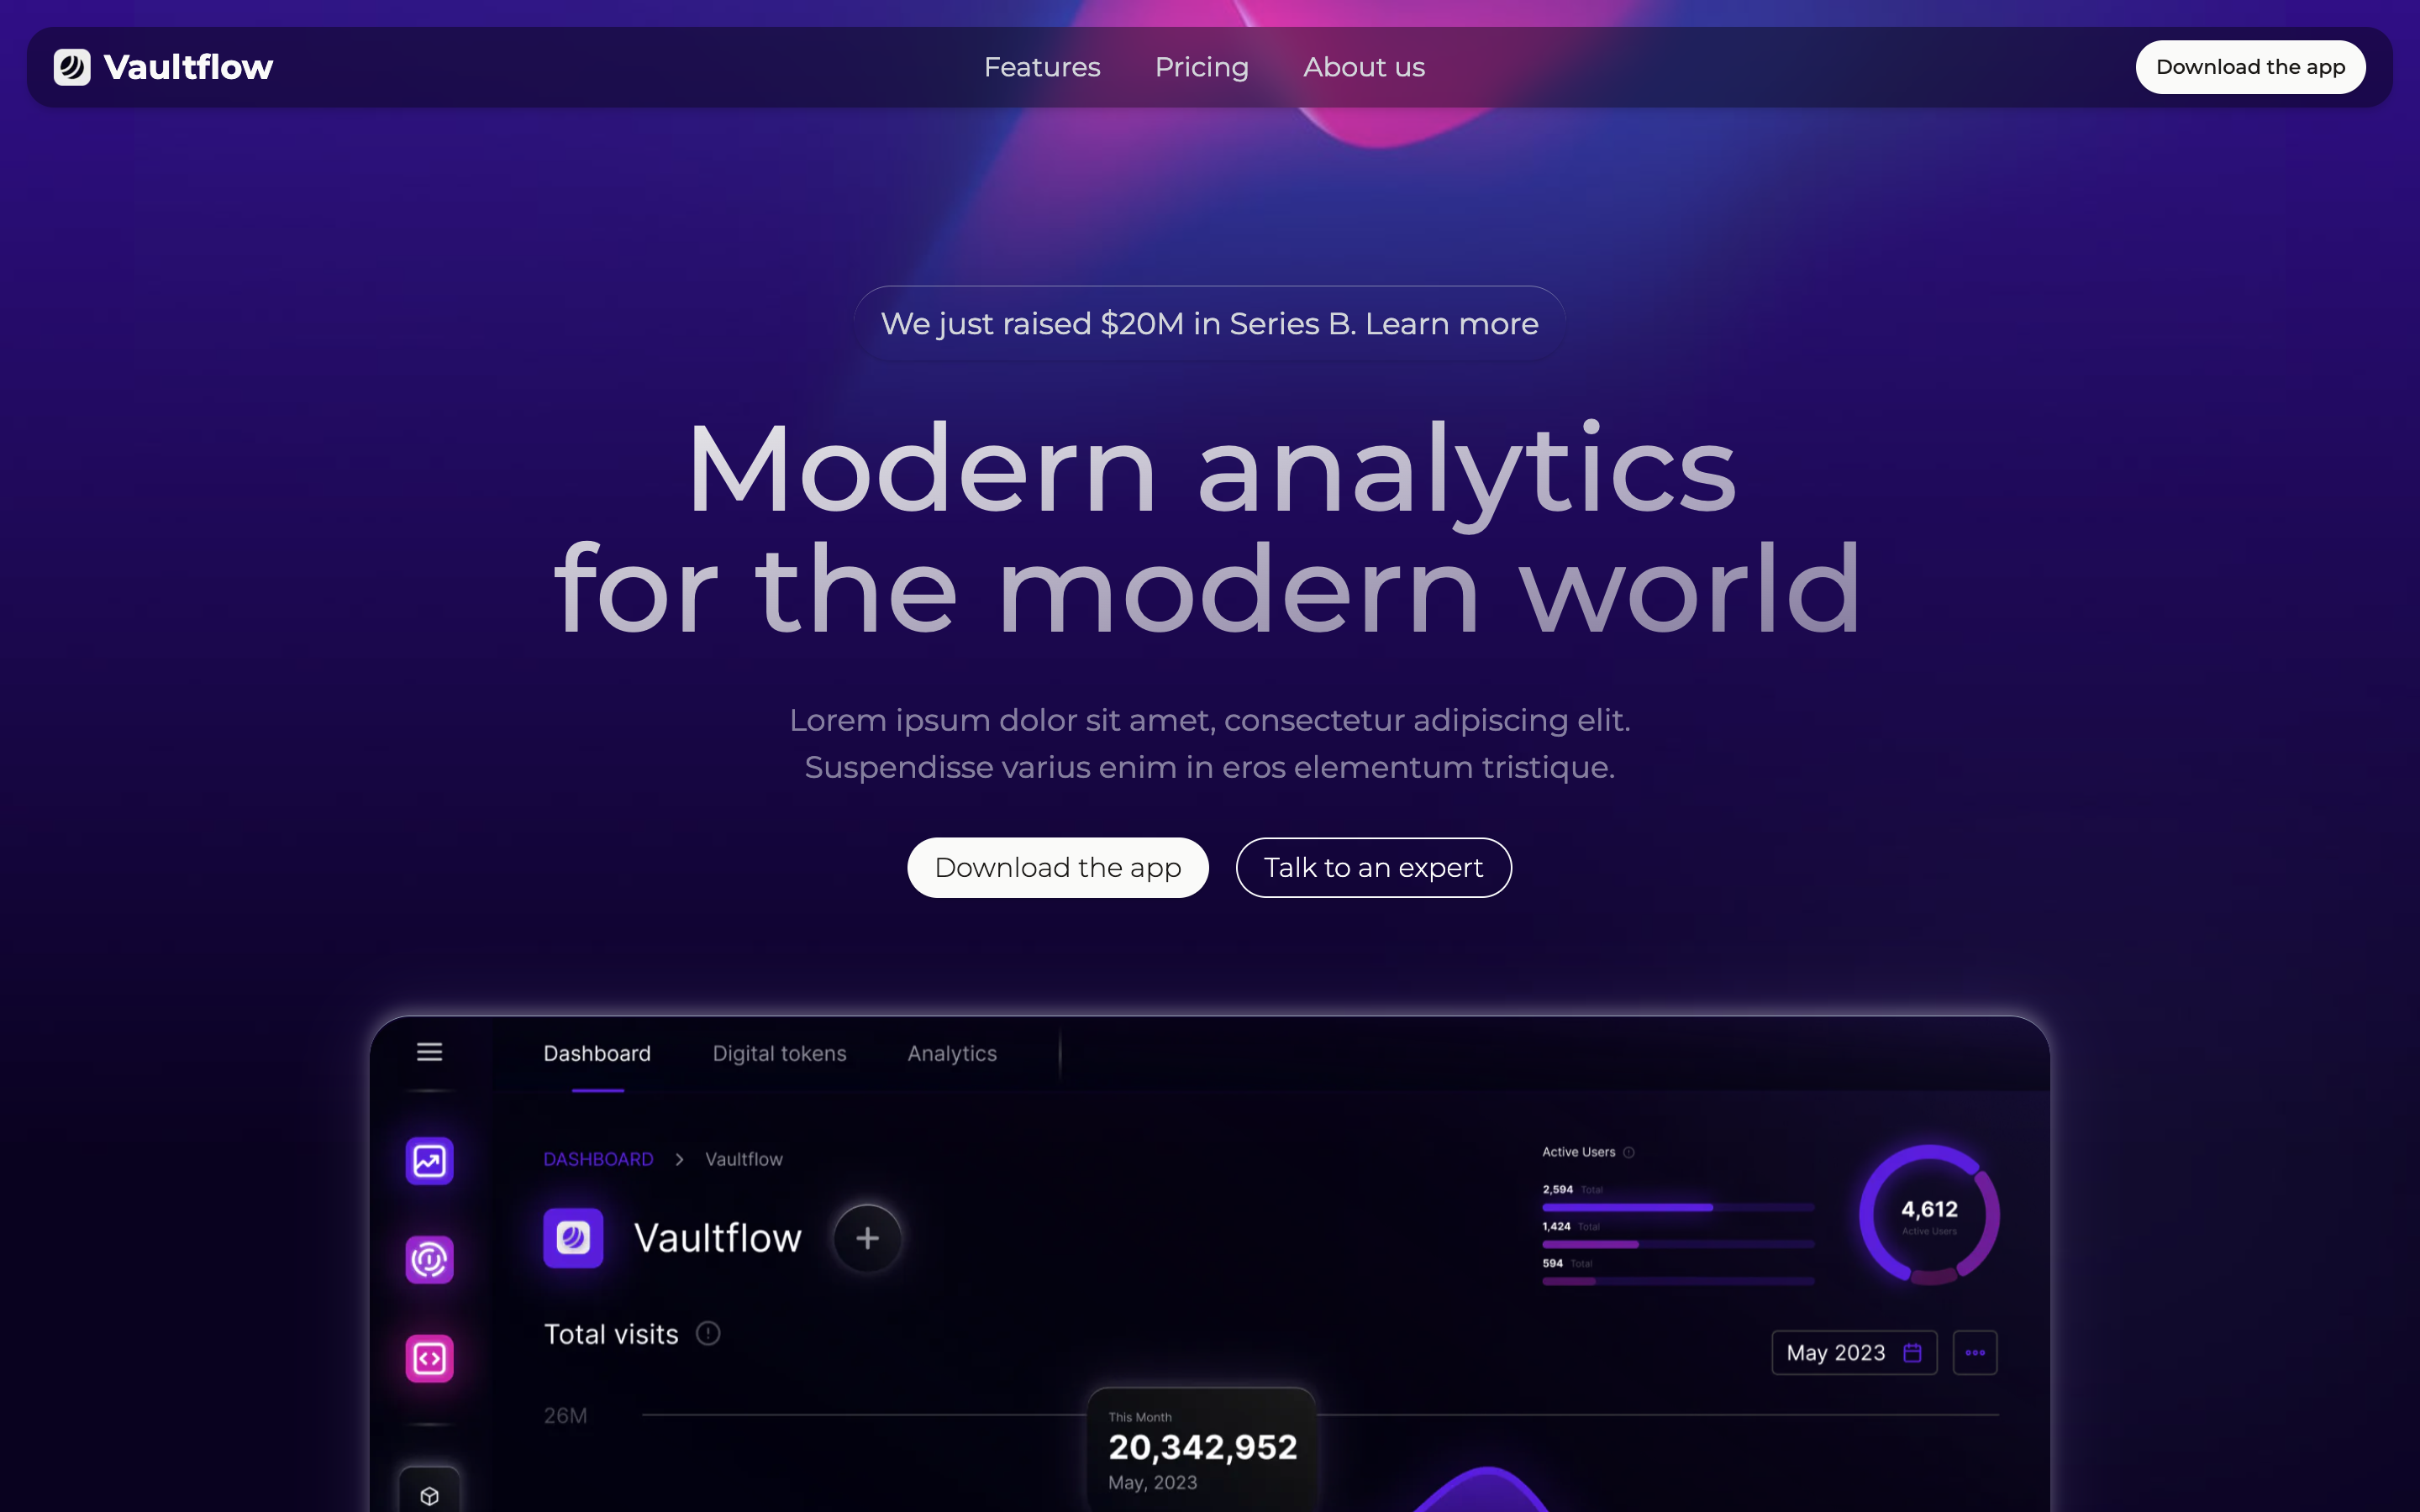 Vaultflow
Features
Pricing
About us
Download the app
We just raised $20M in Series B. Learn more
Modern analytics
for the modern world
Lorem ipsum dolor sit amet, consectetur adipiscing elit.
Suspendisse varius enim in eros elementum tristique.
Download the app
Talk to an expert
Dashboard
Digital tokens
Analytics
DASHBOARD
Vaultflow
Vaultflow
Active Users
2,594 Total
1,424 Total
594 Total
4,612
Active Users
Total visits
May 2023
26M
This Month
20,342,952
May, 2023